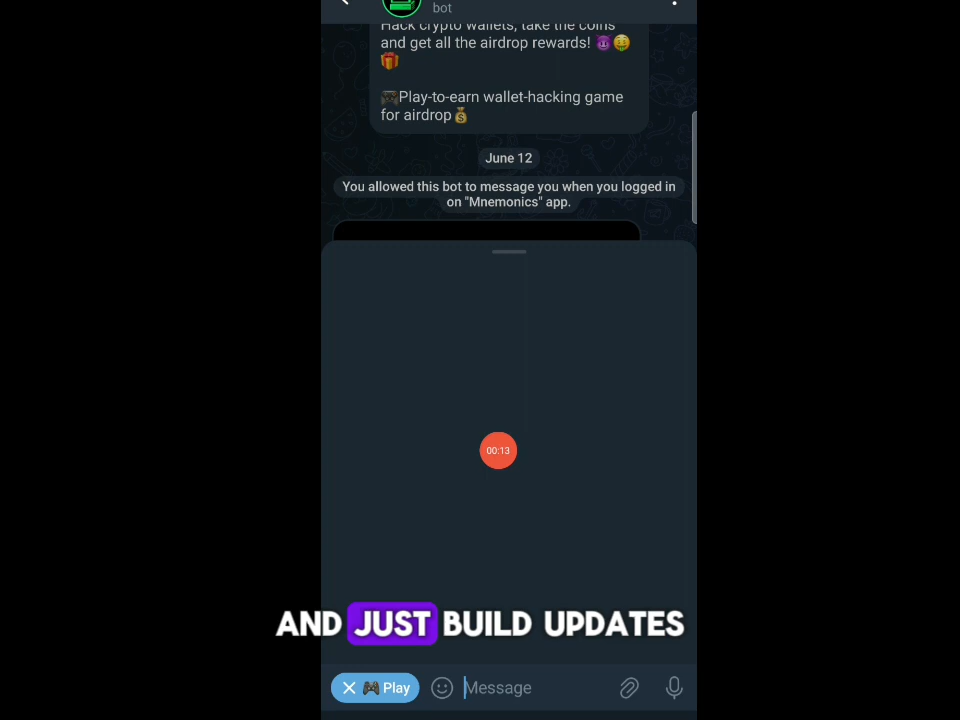 bot
Hack crypto wallets, take the coins
and get all the airdrop rewards! 😈🤑
🎁
🎮Play-to-earn wallet-hacking game
for airdrop💰
June 12
You allowed this bot to message you when you logged in
on "Mnemonics" app.
00:13
AND JUST BUILD UPDATES
🎮 Play
Message